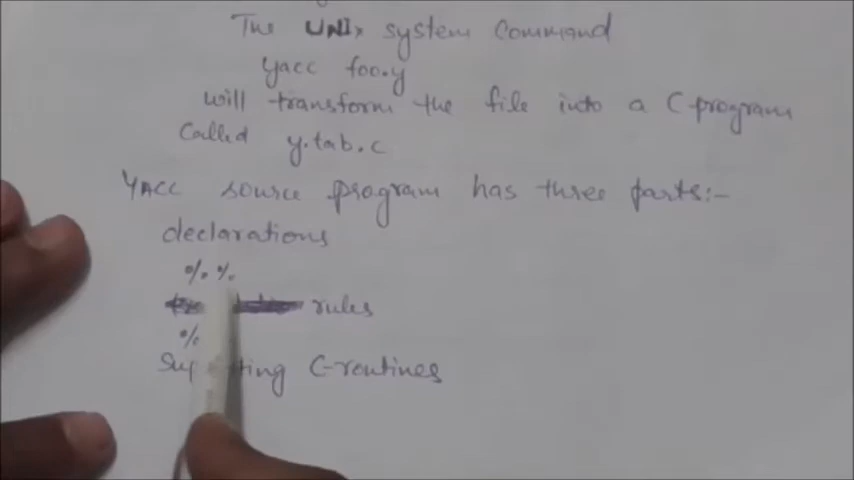 The UNIX system Command
yacc foo.y
will transform the file into a C program
Called y.tab.c
YACC source program has three parts:-
declarations
%%
rules
%
C-routines